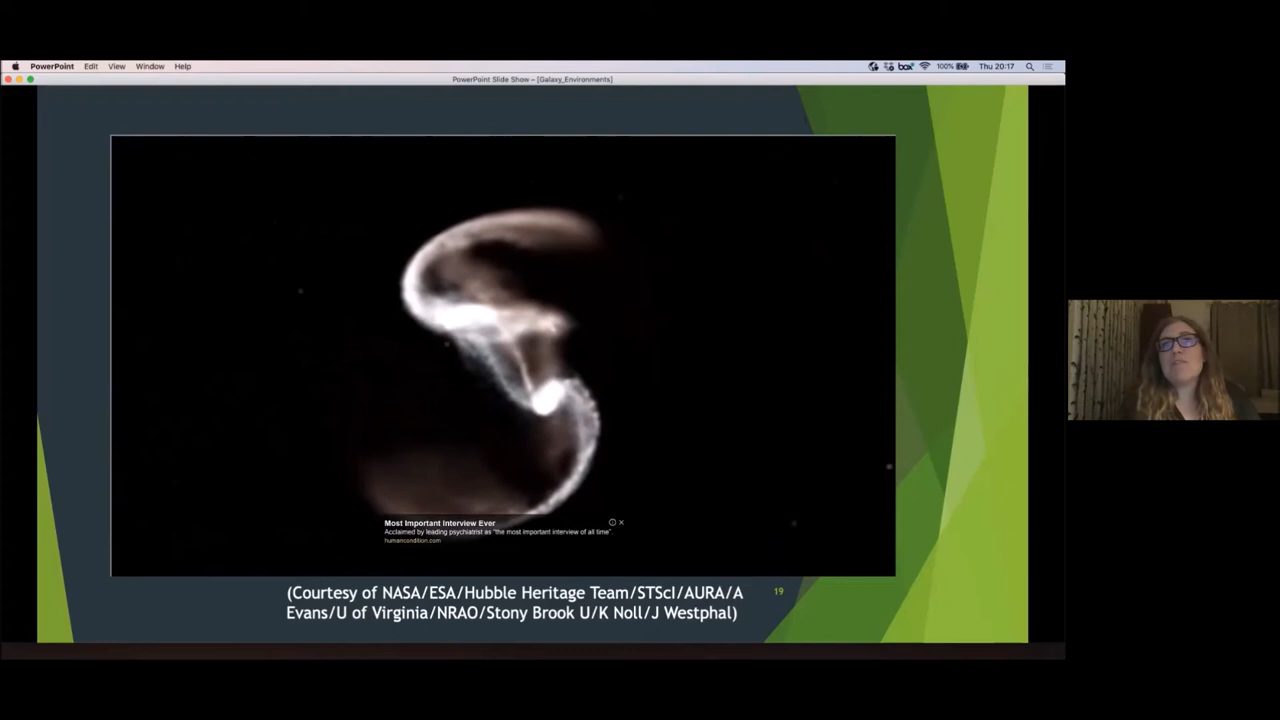 PowerPoint Edit View Window Help
100% Thu 20:17
PowerPoint Slide Show – [Galaxy_Environments]
Most Important Interview Ever
Acclaimed by leading psychiatrist as "the most important interview of all time".
humancondition.com
(Courtesy of NASA/ESA/Hubble Heritage Team/STScI/AURA/A
Evans/U of Virginia/NRAO/Stony Brook U/K Noll/J Westphal)
19
box